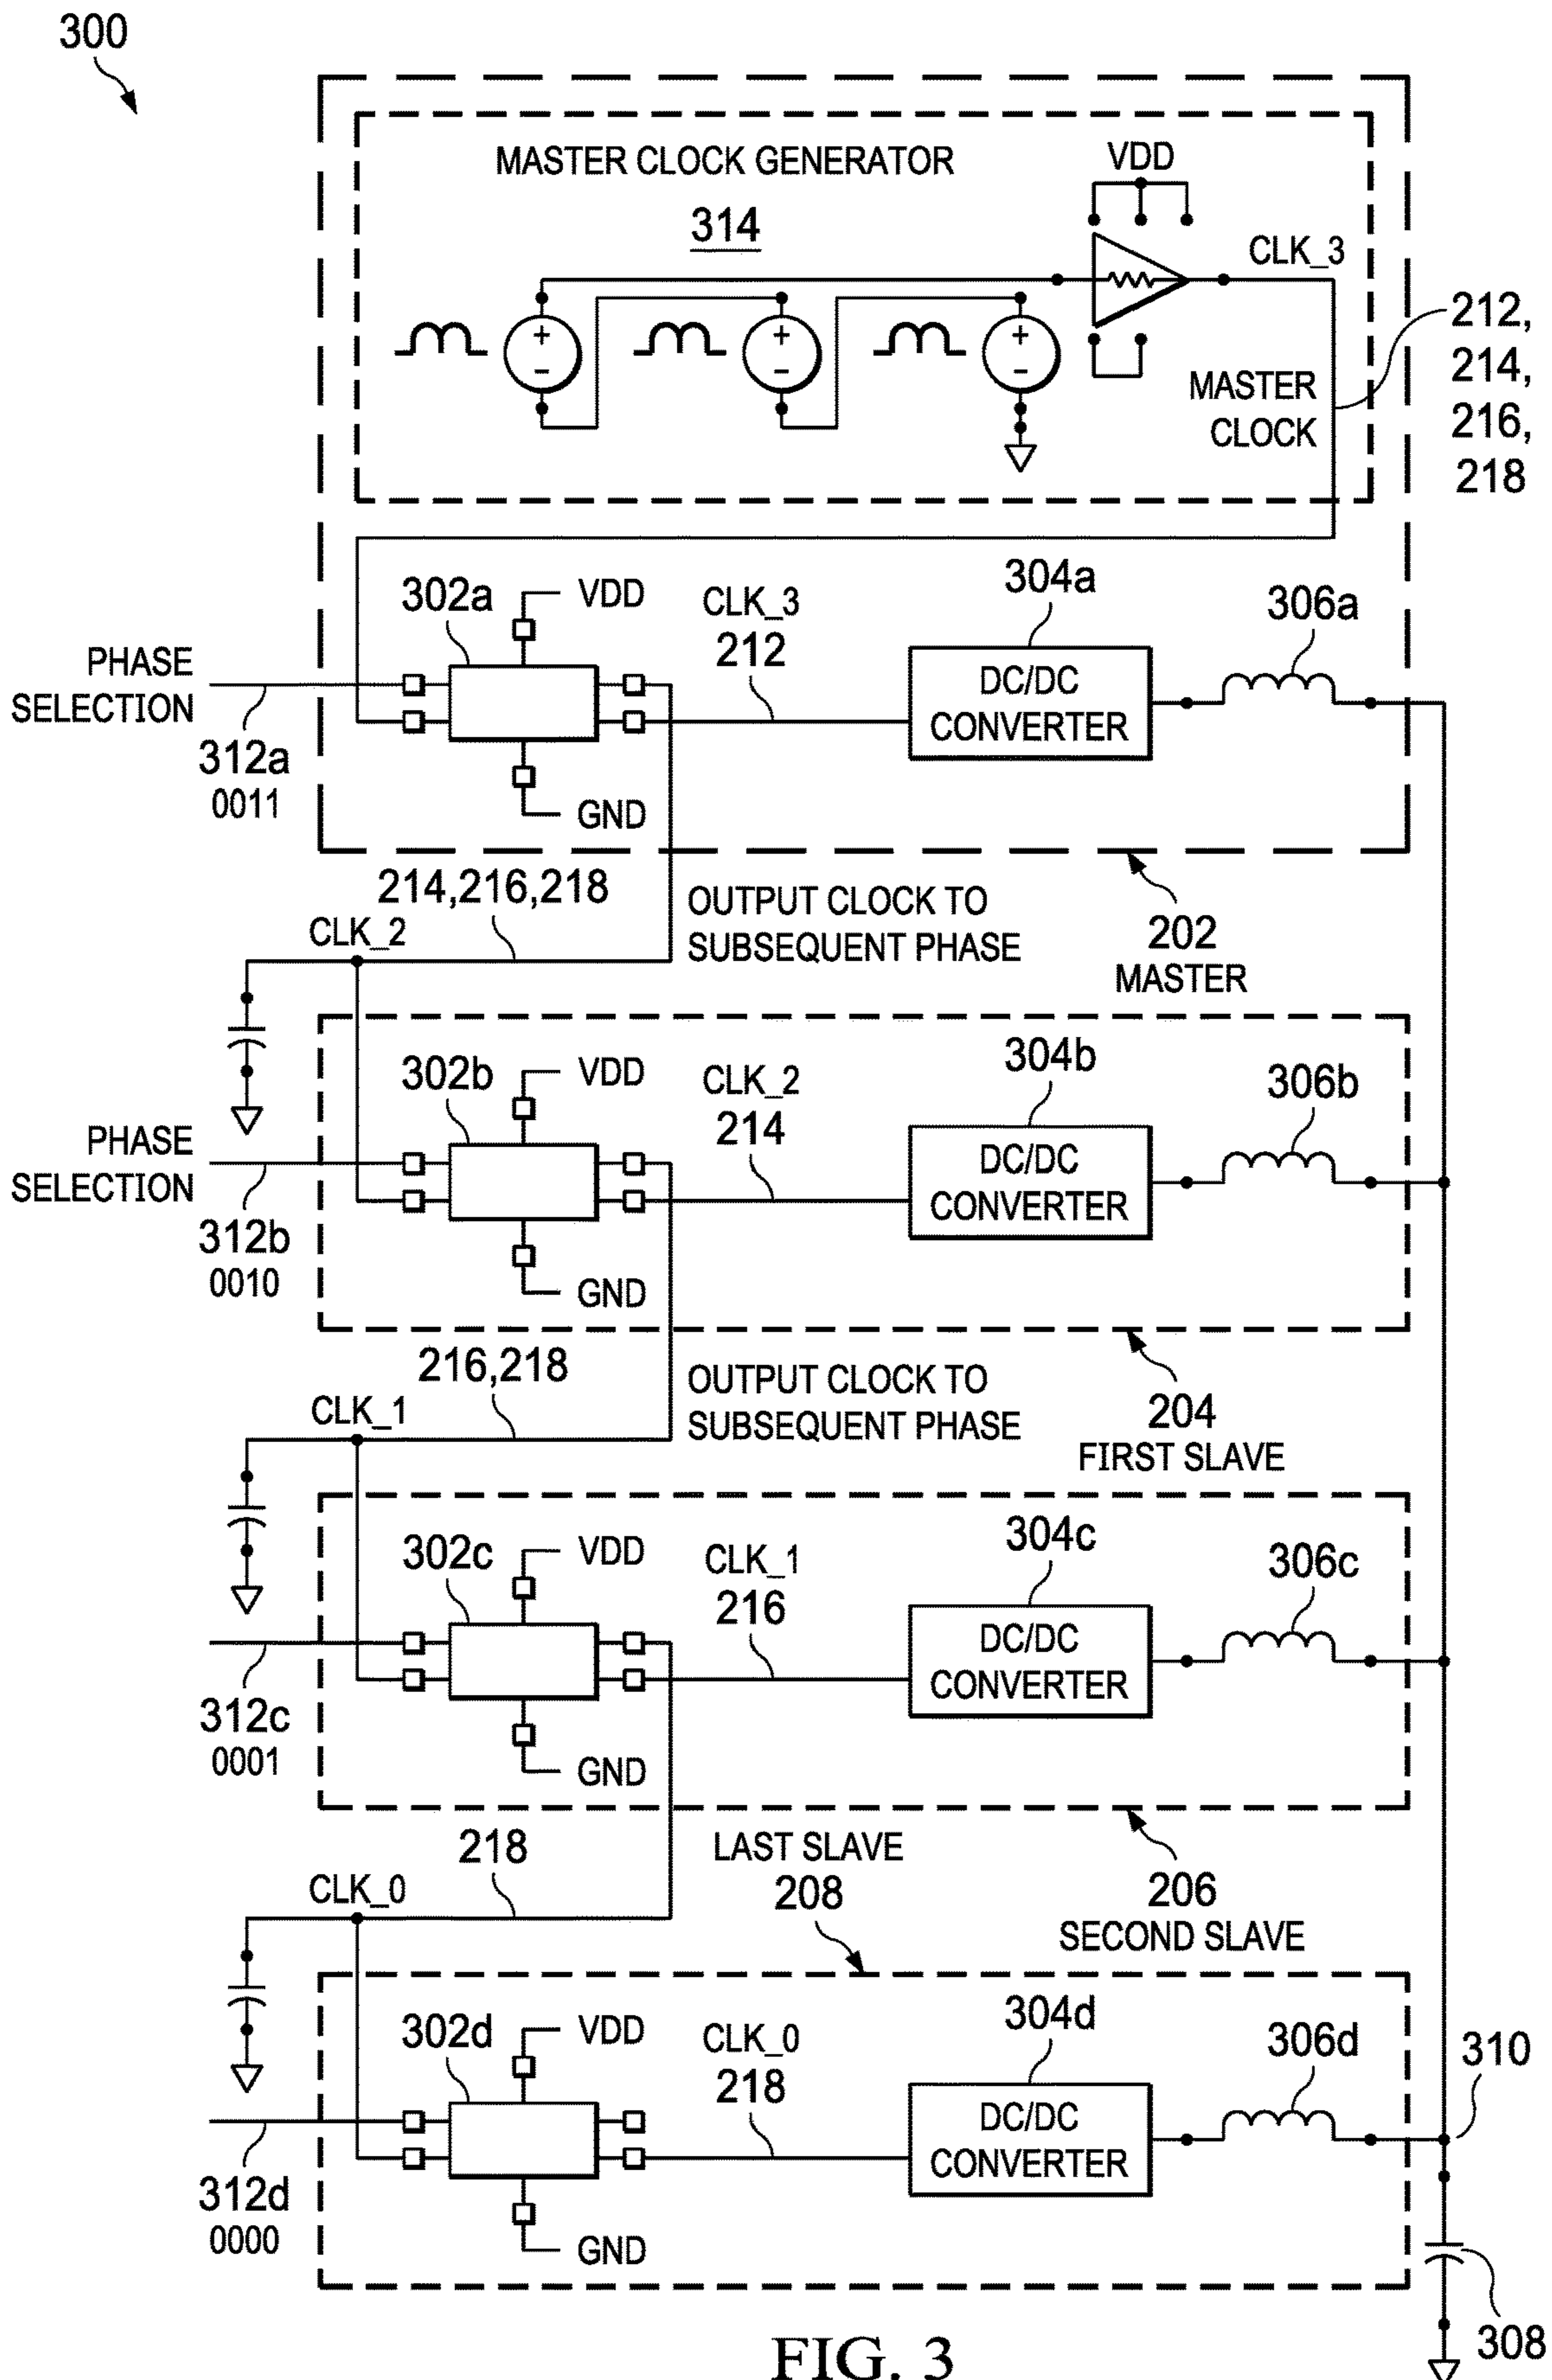 300
MASTER CLOCK GENERATOR
314
VDD
CLK_3
MASTER
CLOCK
212,
214,
216,
218
+
−
+
−
+
−
302a
VDD
CLK_3
212
304a
306a
PHASE
SELECTION
DC/DC
CONVERTER
312a
0011
GND
214,216,218
OUTPUT CLOCK TO
SUBSEQUENT PHASE
CLK_2
202
MASTER
302b
VDD
CLK_2
214
304b
306b
PHASE
SELECTION
DC/DC
CONVERTER
312b
0010
GND
216,218
OUTPUT CLOCK TO
SUBSEQUENT PHASE
CLK_1
204
FIRST SLAVE
302c
VDD
CLK_1
216
304c
306c
DC/DC
CONVERTER
312c
0001
GND
218
LAST SLAVE
208
CLK_0
206
SECOND SLAVE
302d
VDD
CLK_0
218
304d
306d
310
DC/DC
CONVERTER
312d
0000
GND
308
FIG. 3